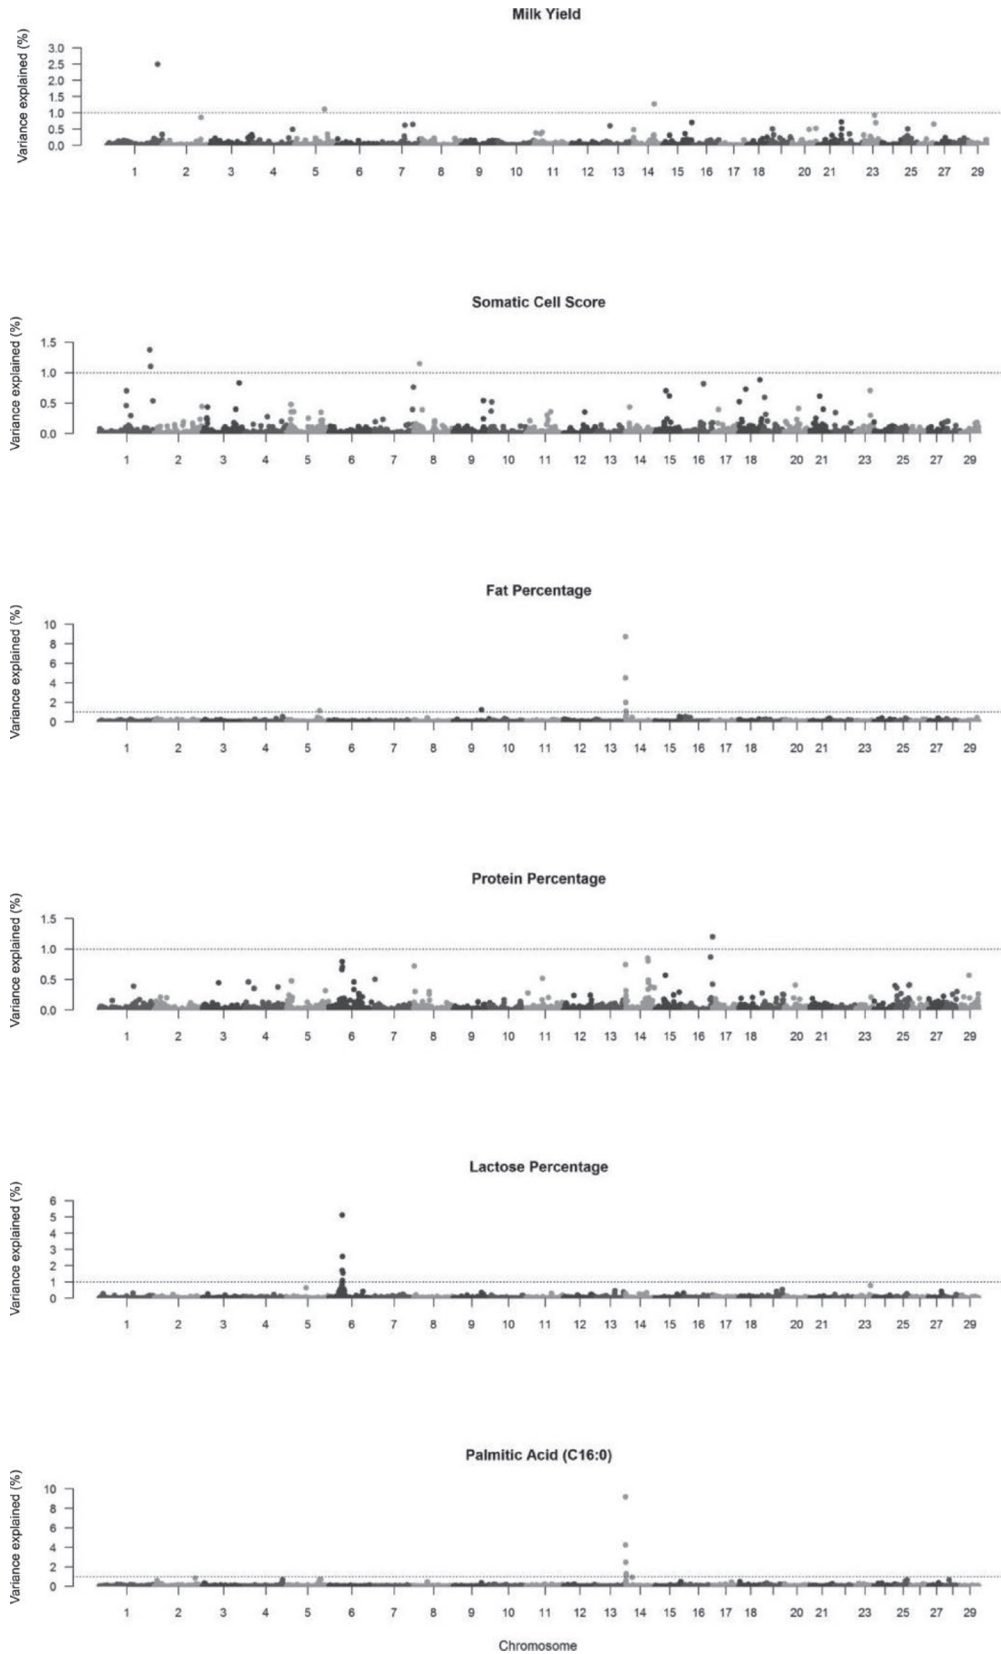 Milk Yield
Variance explained (%)
3.0
2.5
2.0
1.5
1.0
0.5
0.0
1 2 3 4 5 6 7 8 9 10 11 12 13 14 15 16 17 18 20 21 23 25 27 29
Somatic Cell Score
Variance explained (%)
1.5
1.0
0.5
0.0
1 2 3 4 5 6 7 8 9 10 11 12 13 14 15 16 17 18 20 21 23 25 27 29
Fat Percentage
Variance explained (%)
10
8
6
4
2
0
1 2 3 4 5 6 7 8 9 10 11 12 13 14 15 16 17 18 20 21 23 25 27 29
Protein Percentage
Variance explained (%)
1.5
1.0
0.5
0.0
1 2 3 4 5 6 7 8 9 10 11 12 13 14 15 16 17 18 20 21 23 25 27 29
Lactose Percentage
Variance explained (%)
6
5
4
3
2
1
0
1 2 3 4 5 6 7 8 9 10 11 12 13 14 15 16 17 18 20 21 23 25 27 29
Palmitic Acid (C16:0)
Variance explained (%)
10
8
6
4
2
0
1 2 3 4 5 6 7 8 9 10 11 12 13 14 15 16 17 18 20 21 23 25 27 29
Chromosome